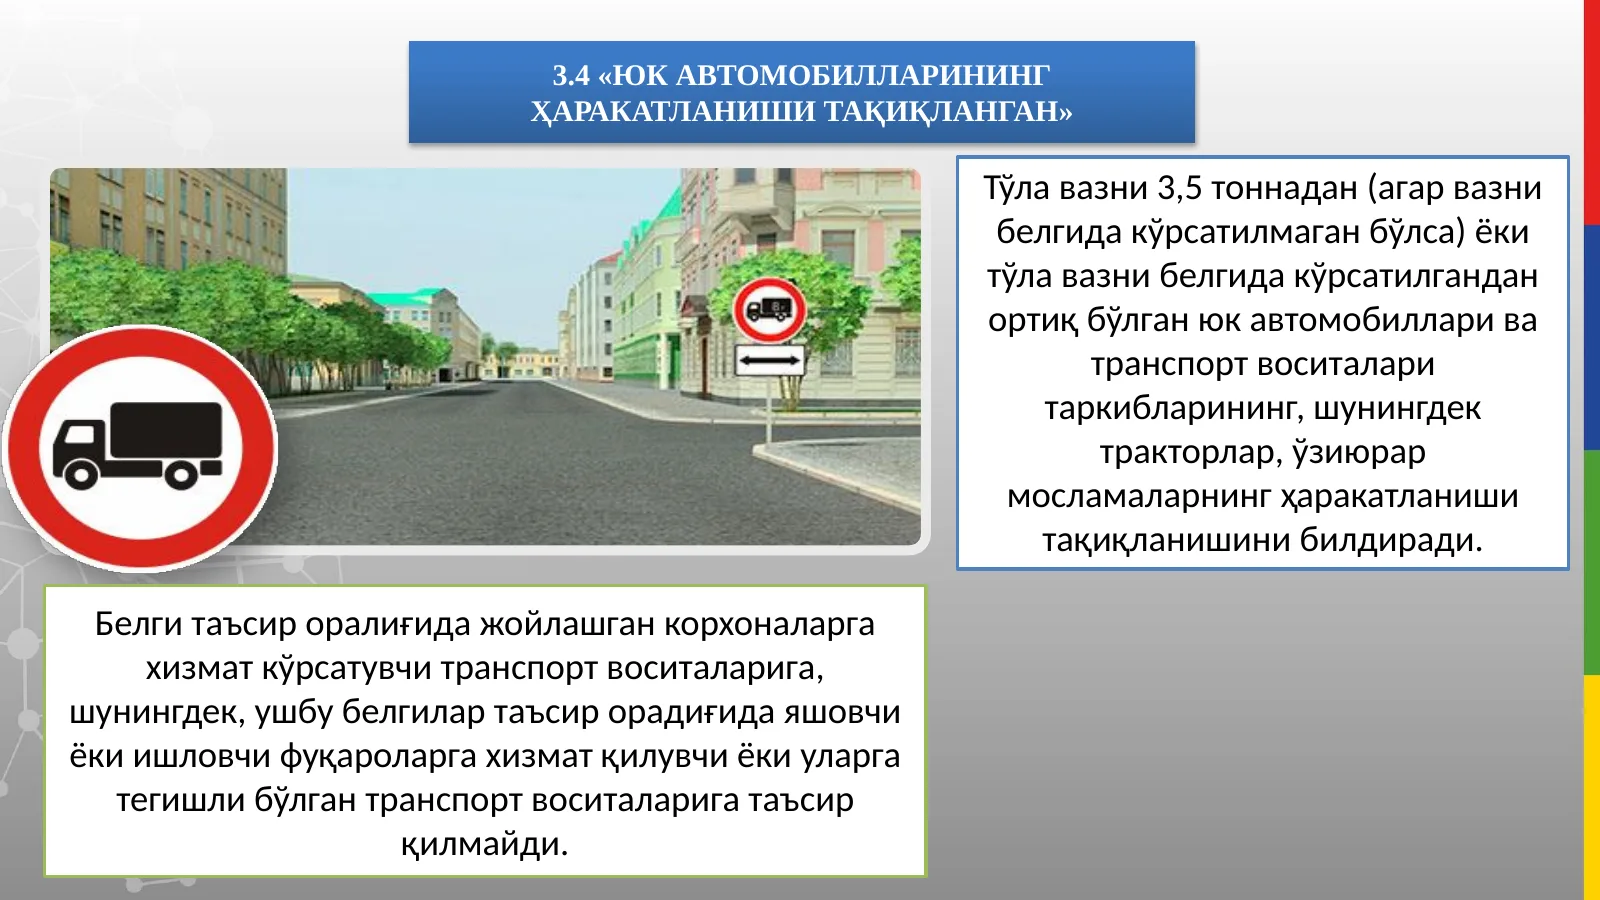 3.4 «ЮК АВТОМОБИЛЛАРИНИНГ
ҲАРАКАТЛАНИШИ ТАҚИҚЛАНГАН»
Тўла вазни 3,5 тоннадан (агар вазни
белгида кўрсатилмаган бўлса) ёки
тўла вазни белгида кўрсатилгандан
ортиқ бўлган юк автомобиллари ва
транспорт воситалари
таркибларининг, шунингдек
тракторлар, ўзиюрар
мосламаларнинг ҳаракатланиши
тақиқланишини билдиради.
Белги таъсир оралиғида жойлашган корхоналарга
хизмат кўрсатувчи транспорт воситаларига,
шунингдек, ушбу белгилар таъсир орадиғида яшовчи
ёки ишловчи фуқароларга хизмат қилувчи ёки уларга
тегишли бўлган транспорт воситаларига таъсир
қилмайди.